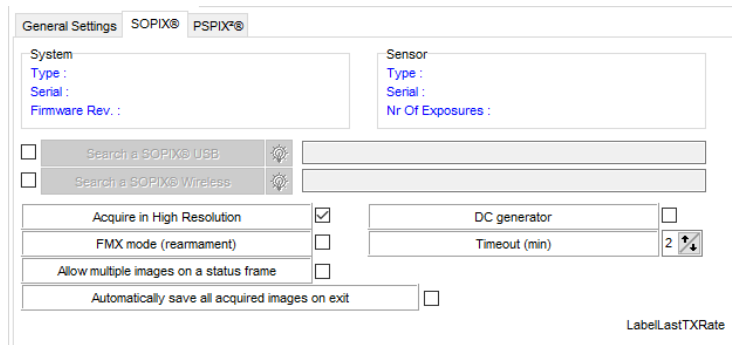 General Settings SOPIX® PSPIX²®
System Sensor
Type : Type :
Serial : Serial :
Firmware Rev. : Nr Of Exposures :
Search a SOPIX® USB
Search a SOPIX® Wireless
Acquire in High Resolution DC generator
FMX mode (rearmament) Timeout (min) 2
Allow multiple images on a status frame
Automatically save all acquired images on exit
LabelLastTXRate